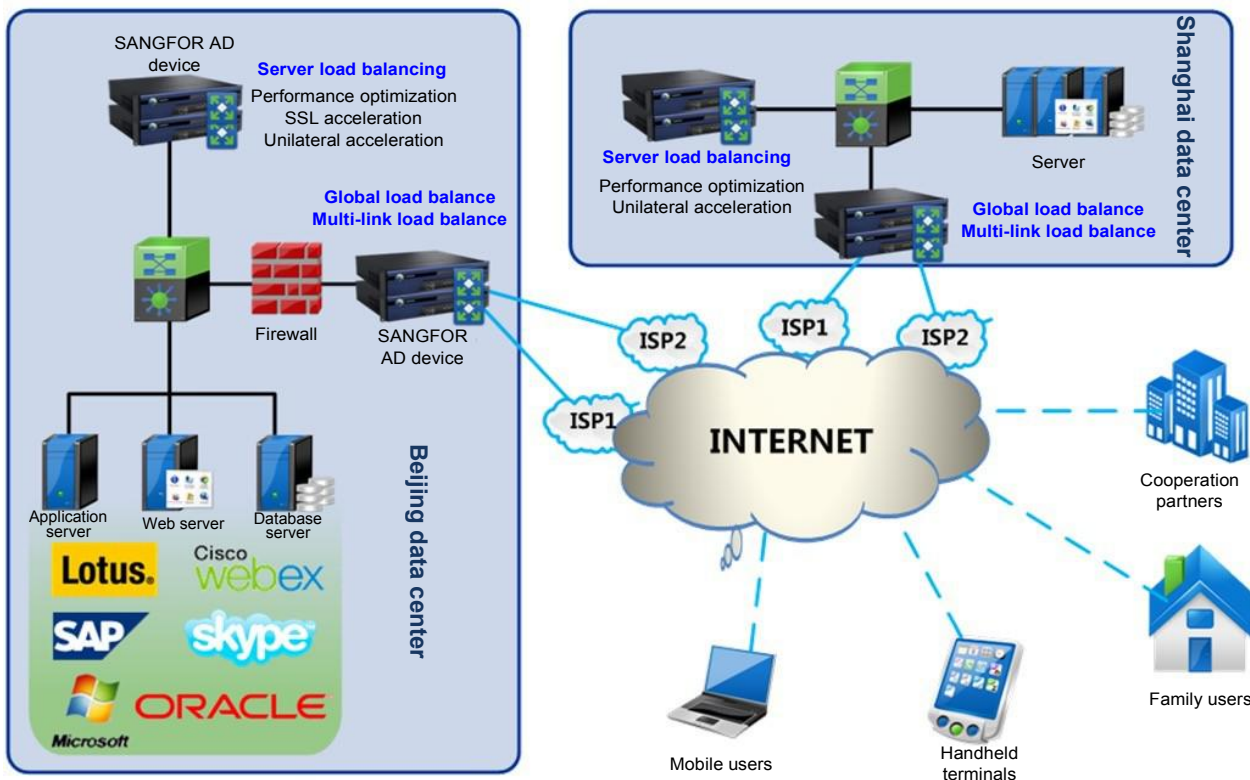 SANGFOR AD
device
Server load balancing
Performance optimization
SSL acceleration
Unilateral acceleration
Global load balance
Multi-link load balance
Firewall
SANGFOR
AD device
Application
server
Web server
Database
server
Lotus.
Cisco
webex
SAP
skype
Microsoft
ORACLE
Beijing data center
Server load balancing
Performance optimization
Unilateral acceleration
Server
Global load balance
Multi-link load balance
Shanghai data center
ISP2
ISP1
ISP1
ISP2
INTERNET
Cooperation
partners
Family users
Handheld
terminals
Mobile users